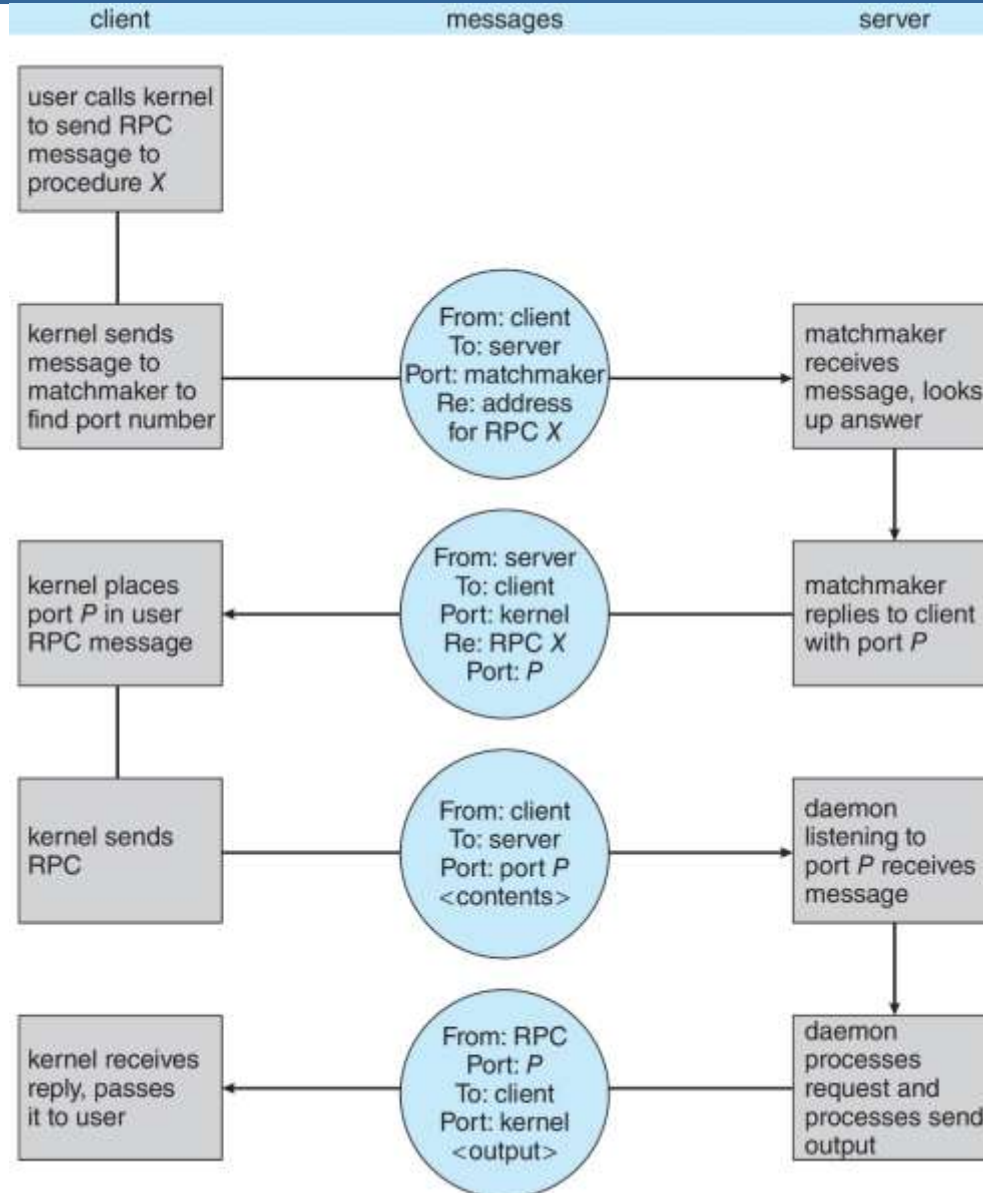 client
messages
server
user calls kernel
to send RPC
message to
procedure X
kernel sends
message to
matchmaker to
find port number
From: client
To: server
Port: matchmaker
Re: address
for RPC X
matchmaker
receives
message, looks
up answer
kernel places
port P in user
RPC message
From: server
To: client
Port: kernel
Re: RPC X
Port: P
matchmaker
replies to client
with port P
kernel sends
RPC
From: client
To: server
Port: port P
<contents>
daemon
listening to
port P receives
message
kernel receives
reply, passes
it to user
From: RPC
Port: P
To: client
Port: kernel
<output>
daemon
processes
request and
processes send
output